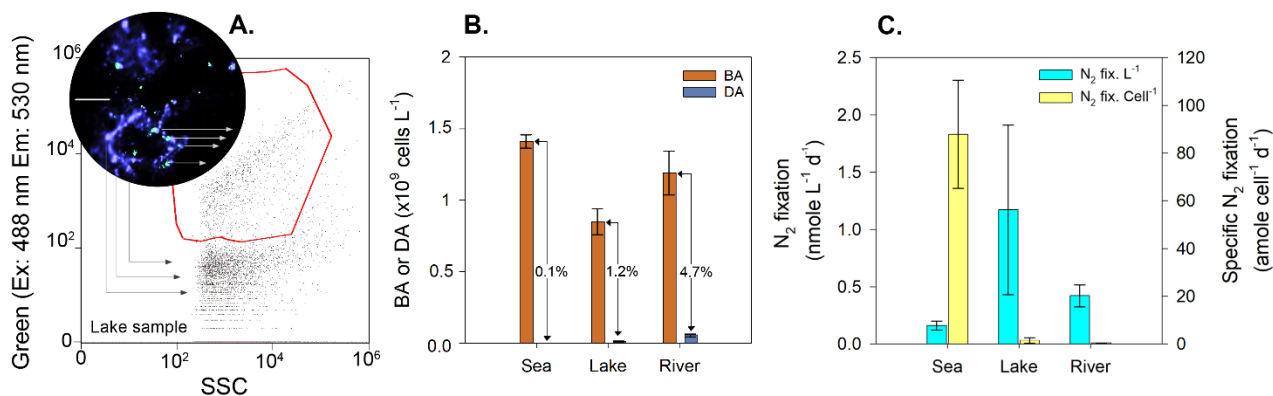 A.
Green (Ex: 488 nm Em: 530 nm)
10⁶
10⁴
10²
0
Lake sample
0
10²
10⁴
10⁶
SSC
B.
BA or DA (x10⁹ cells L⁻¹)
2
1.5
1
0.5
0.0
BA
DA
0.1%
1.2%
4.7%
Sea
Lake
River
C.
N₂ fixation
(nmole L⁻¹ d⁻¹)
2.5
2.0
1.5
1.0
0.5
0.0
N₂ fix. L⁻¹
N₂ fix. Cell⁻¹
120
100
80
60
40
20
0
Specific N₂ fixation
(amole cell⁻¹ d⁻¹)
Sea
Lake
River